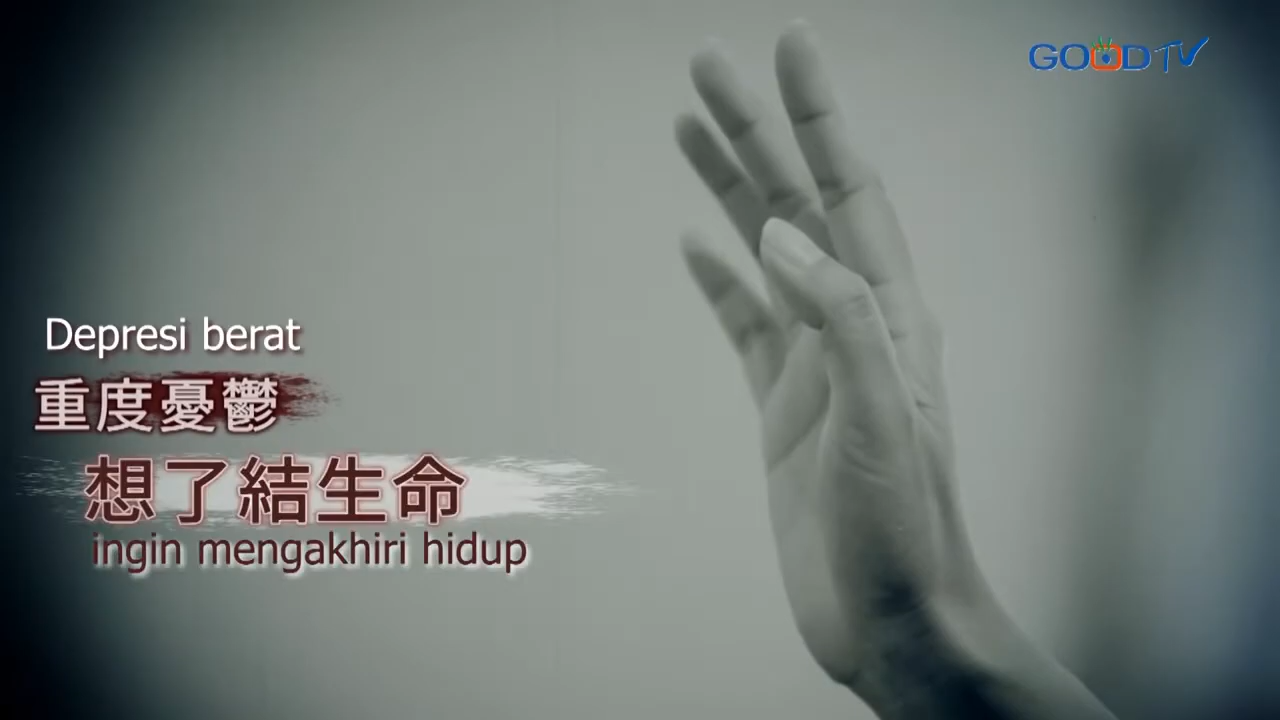 GOODTV
Depresi berat
重度憂鬱
想了結生命
ingin mengakhiri hidup